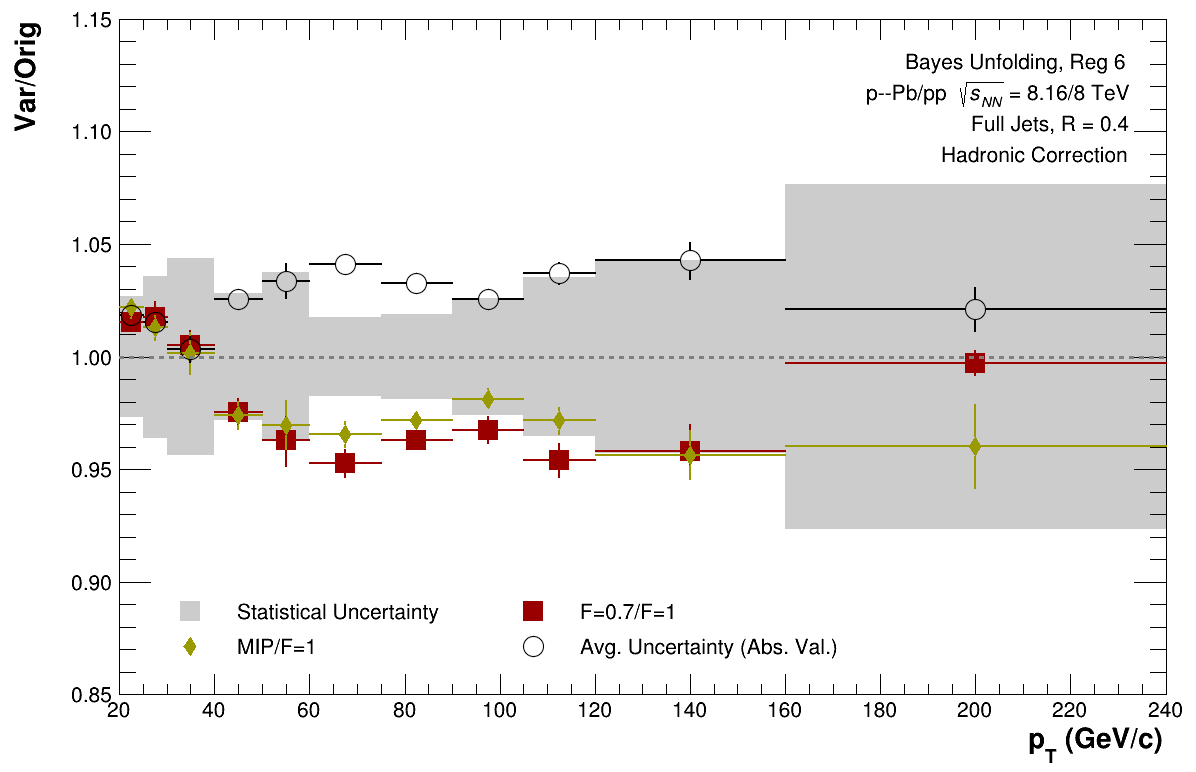 Var/Orig
1.15
1.10
1.05
1.00
0.95
0.90
0.85
Bayes Unfolding, Reg 6
p--Pb/pp √s_NN = 8.16/8 TeV
Full Jets, R = 0.4
Hadronic Correction
Statistical Uncertainty
F=0.7/F=1
MIP/F=1
Avg. Uncertainty (Abs. Val.)
20 40 60 80 100 120 140 160 180 200 220 240
p_T (GeV/c)